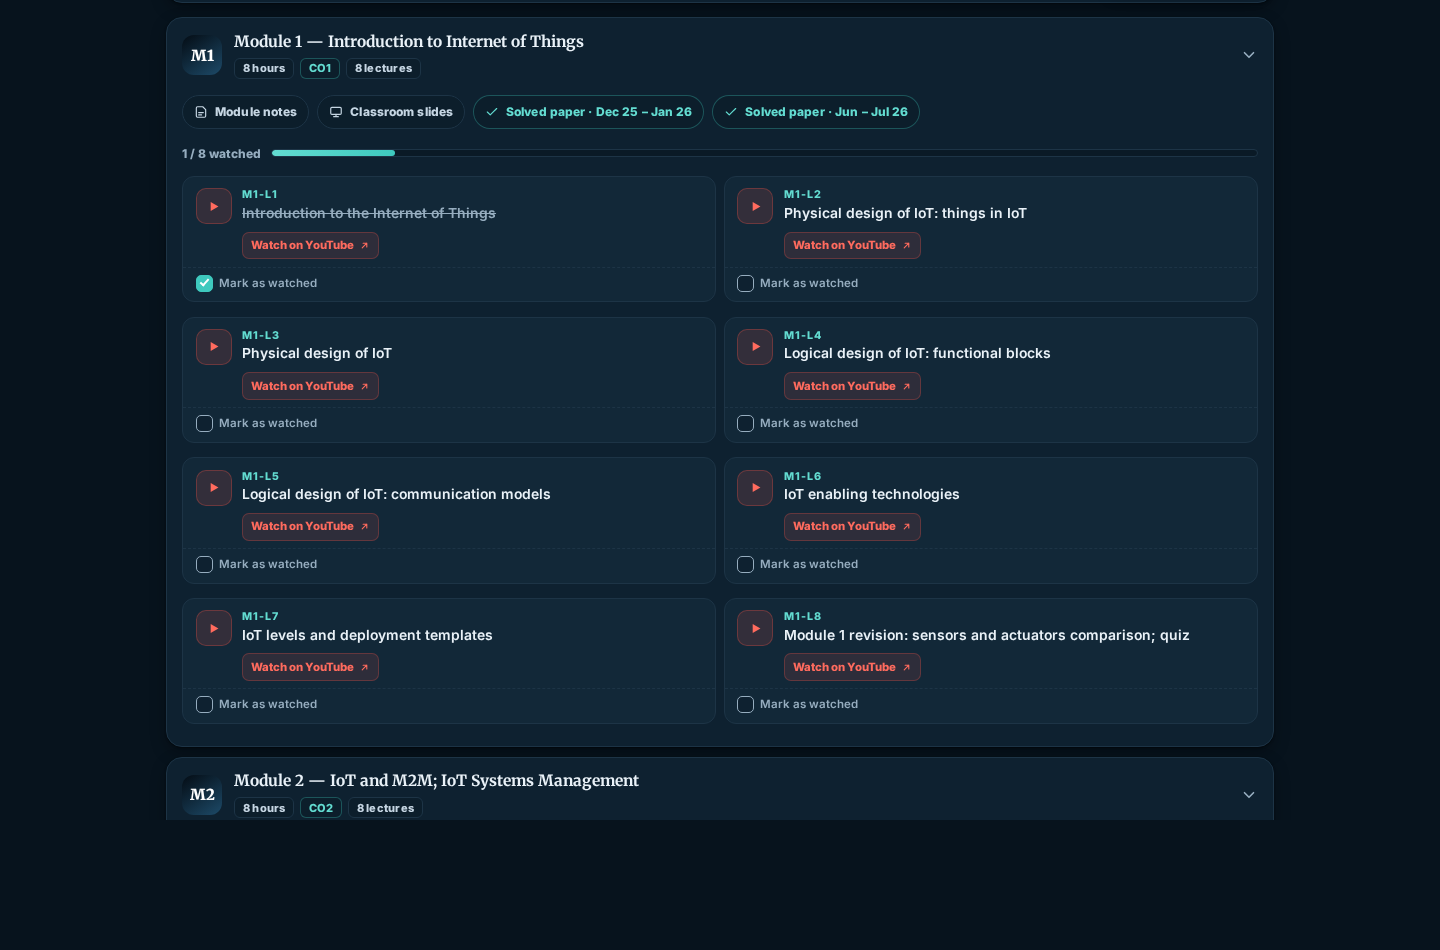 M1
Module 1 — Introduction to Internet of Things
8 hours CO1 8 lectures
Module notes Classroom slides Solved paper · Dec 25 – Jan 26 Solved paper · Jun – Jul 26
1 / 8 watched
M1-L1
Introduction to the Internet of Things
Watch on YouTube ↗
Mark as watched
M1-L2
Physical design of IoT: things in IoT
Watch on YouTube ↗
Mark as watched
M1-L3
Physical design of IoT
Watch on YouTube ↗
Mark as watched
M1-L4
Logical design of IoT: functional blocks
Watch on YouTube ↗
Mark as watched
M1-L5
Logical design of IoT: communication models
Watch on YouTube ↗
Mark as watched
M1-L6
IoT enabling technologies
Watch on YouTube ↗
Mark as watched
M1-L7
IoT levels and deployment templates
Watch on YouTube ↗
Mark as watched
M1-L8
Module 1 revision: sensors and actuators comparison; quiz
Watch on YouTube ↗
Mark as watched
M2
Module 2 — IoT and M2M; IoT Systems Management
8 hours CO2 8 lectures